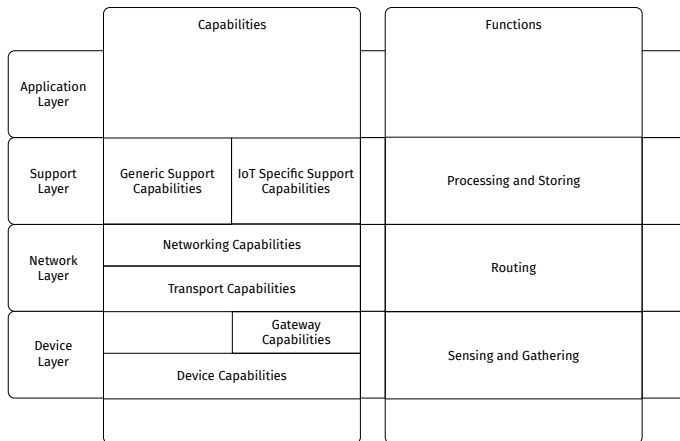 Capabilities
Functions
Application
Layer
Support
Layer
Generic Support
Capabilities
IoT Specific Support
Capabilities
Processing and Storing
Network
Layer
Networking Capabilities
Transport Capabilities
Routing
Device
Layer
Gateway
Capabilities
Device Capabilities
Sensing and Gathering